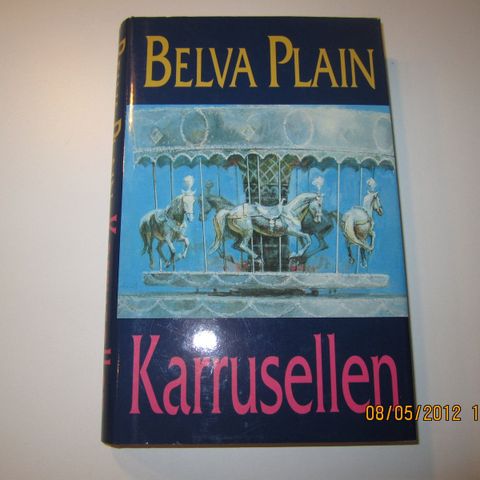 BELVA PLAIN
Karrusellen
08/05/2012 1